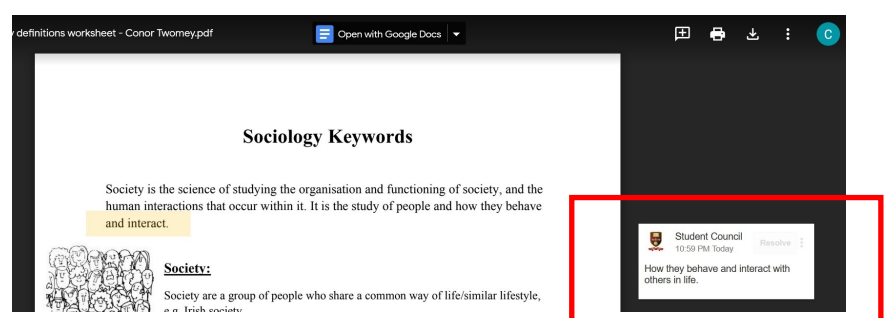 definitions worksheet - Conor Twomey.pdf
Open with Google Docs
C
Sociology Keywords
Society is the science of studying the organisation and functioning of society, and the
human interactions that occur within it. It is the study of people and how they behave
and interact.
Student Council
10:59 PM Today
Resolve
How they behave and interact with
others in life.
Society:
Society are a group of people who share a common way of life/similar lifestyle,
e.g. Irish society